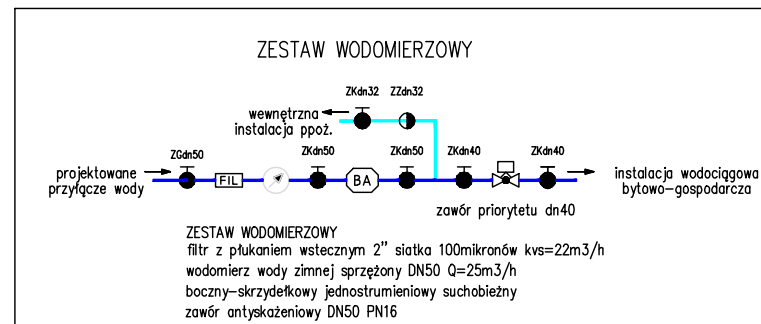 ZESTAW WODOMIERZOWY
ZKdn32 ZZdn32
wewnętrzna
instalacja ppoż.
ZGdn50 ZKdn50 ZKdn50 ZKdn40 ZKdn40
projektowane
przyłącze wody
FIL BA
instalacja wodociągowa
bytowo-gospodarcza
zawór priorytetu dn40
ZESTAW WODOMIERZOWY
filtr z płukaniem wstecznym 2" siatka 100mikronów kvs=22m3/h
wodomierz wody zimnej sprzężony DN50 Q=25m3/h
boczny-skrzydełkowy jednostrumieniowy suchobieżny
zawór antyskażeniowy DN50 PN16